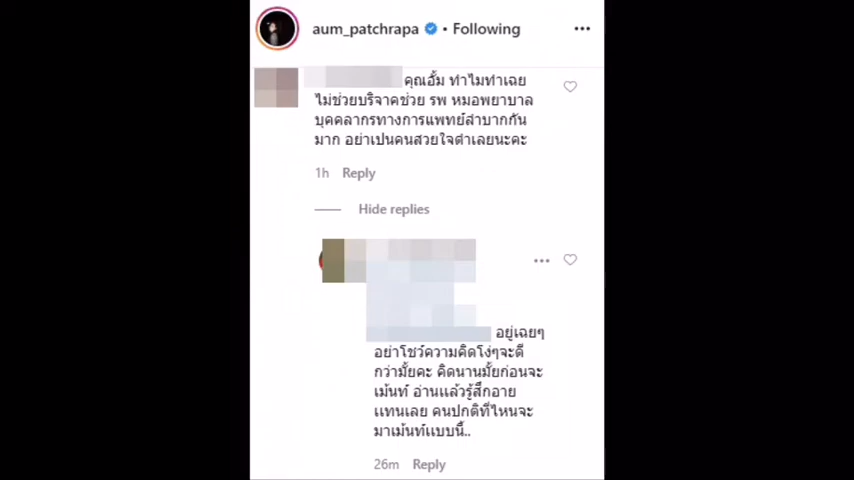 aum_patchrapa • Following
คุณอั้ม ทำไมทำเฉย
ไม่ช่วยบริจาคช่วย รพ หมอพยาบาล
บุคคลากรทางการแพทย์ลำบากกัน
มาก อย่าเปนคนสวยใจดำเลยนะคะ
1h Reply
Hide replies
อยู่เฉยๆ
อย่าโชว์ความคิดโง่ๆจะดี
กว่ามั้ยคะ คิดนานมั้ยก่อนจะ
เม้นท์ อ่านแล้วรู้สึกอาย
แทนเลย คนปกติที่ไหนจะ
มาเม้นท์แบบนี้..
26m Reply